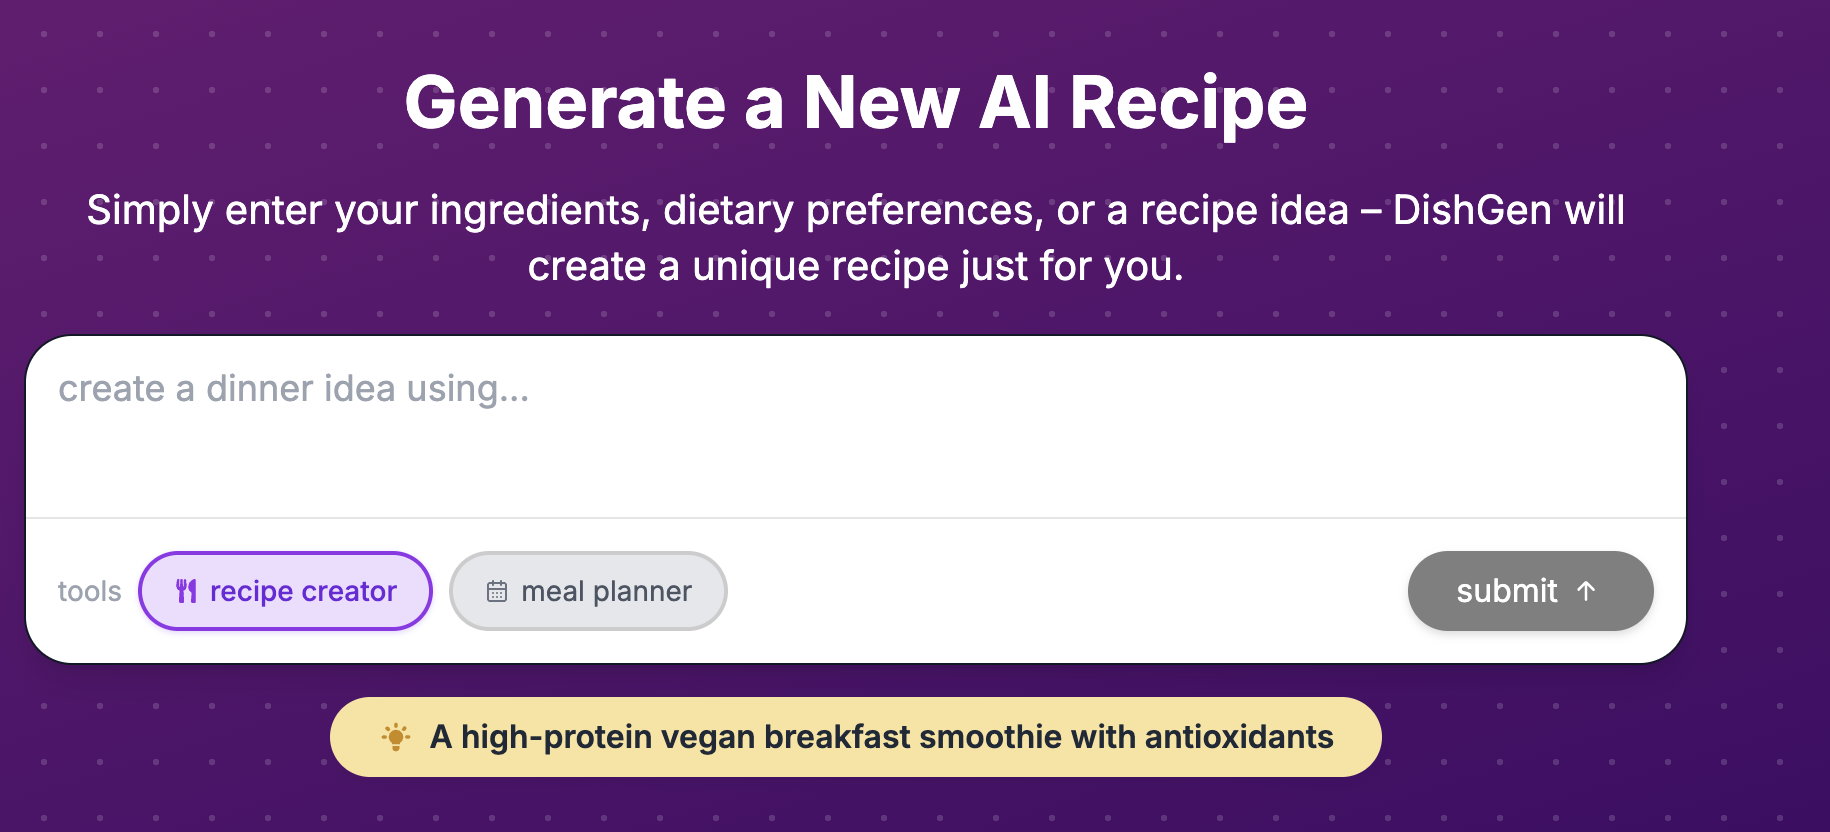 Generate a New AI Recipe
Simply enter your ingredients, dietary preferences, or a recipe idea – DishGen will
create a unique recipe just for you.
create a dinner idea using...
tools
recipe creator
meal planner
submit ↑
A high-protein vegan breakfast smoothie with antioxidants